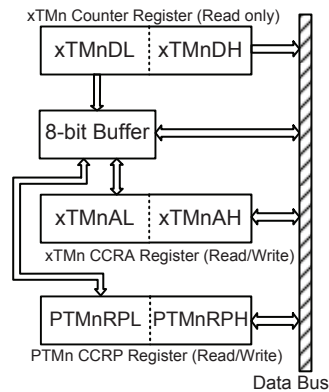 xTMn Counter Register (Read only)
xTMnDL xTMnDH
8-bit Buffer
xTMnAL xTMnAH
xTMn CCRA Register (Read/Write)
PTMnRPL PTMnRPH
PTMn CCRP Register (Read/Write)
Data Bus